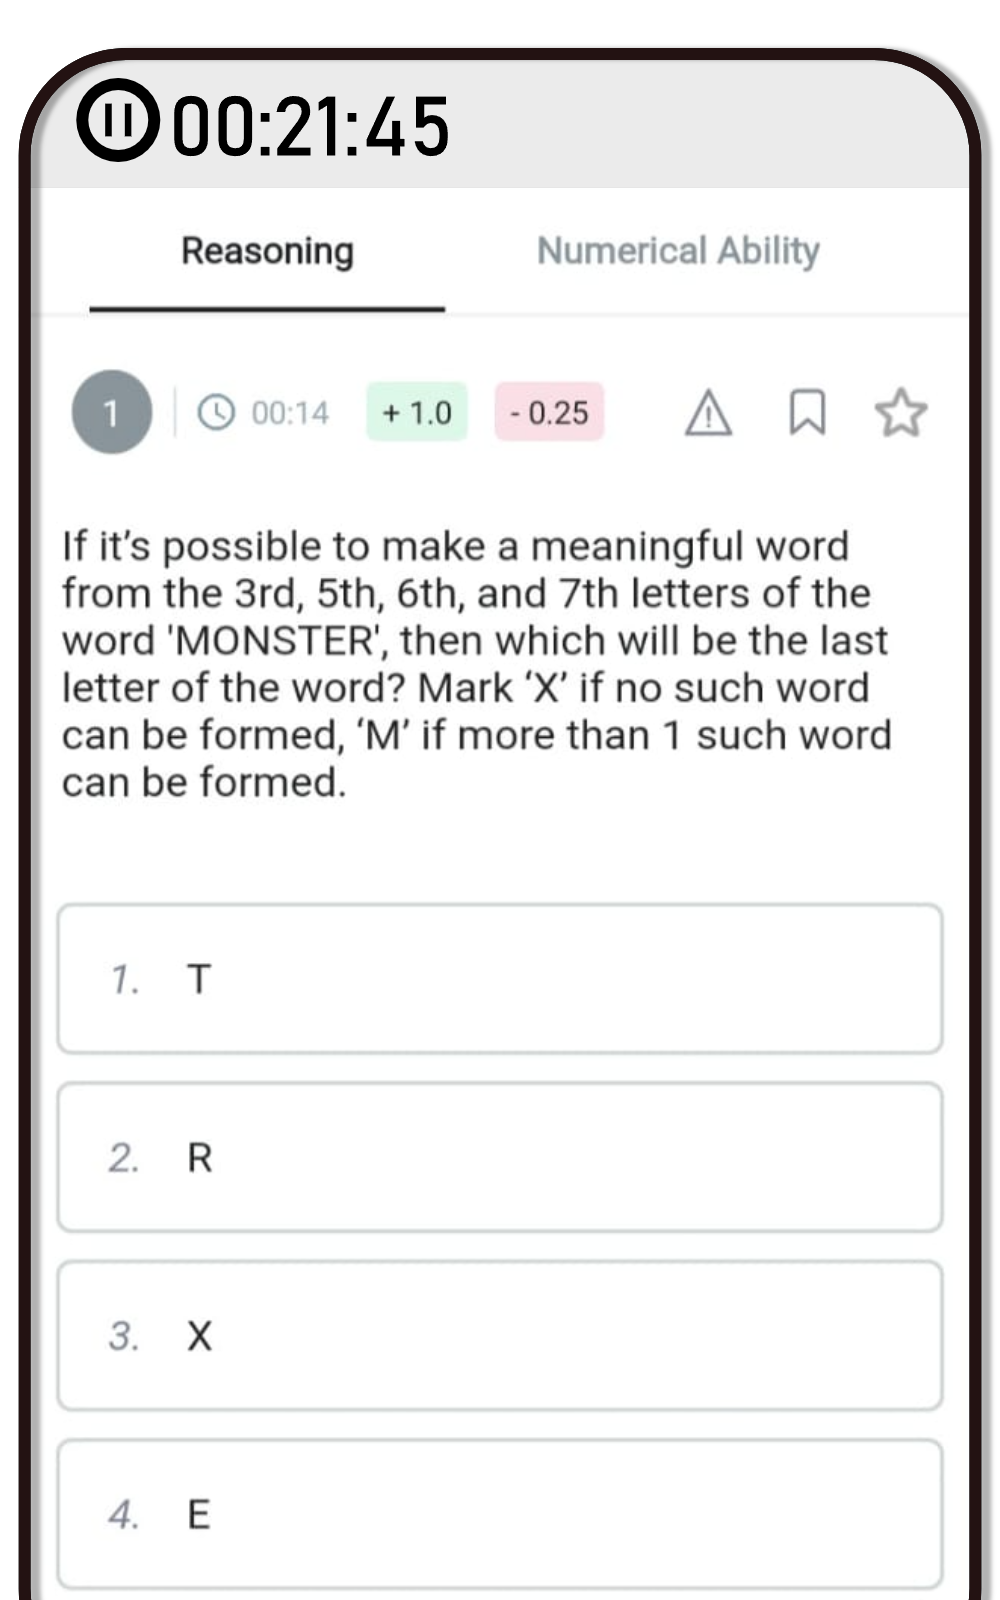 00:21:45
Reasoning Numerical Ability
1 00:14 + 1.0 - 0.25
If it’s possible to make a meaningful word
from the 3rd, 5th, 6th, and 7th letters of the
word 'MONSTER', then which will be the last
letter of the word? Mark ‘X’ if no such word
can be formed, ‘M’ if more than 1 such word
can be formed.
1. T
2. R
3. X
4. E